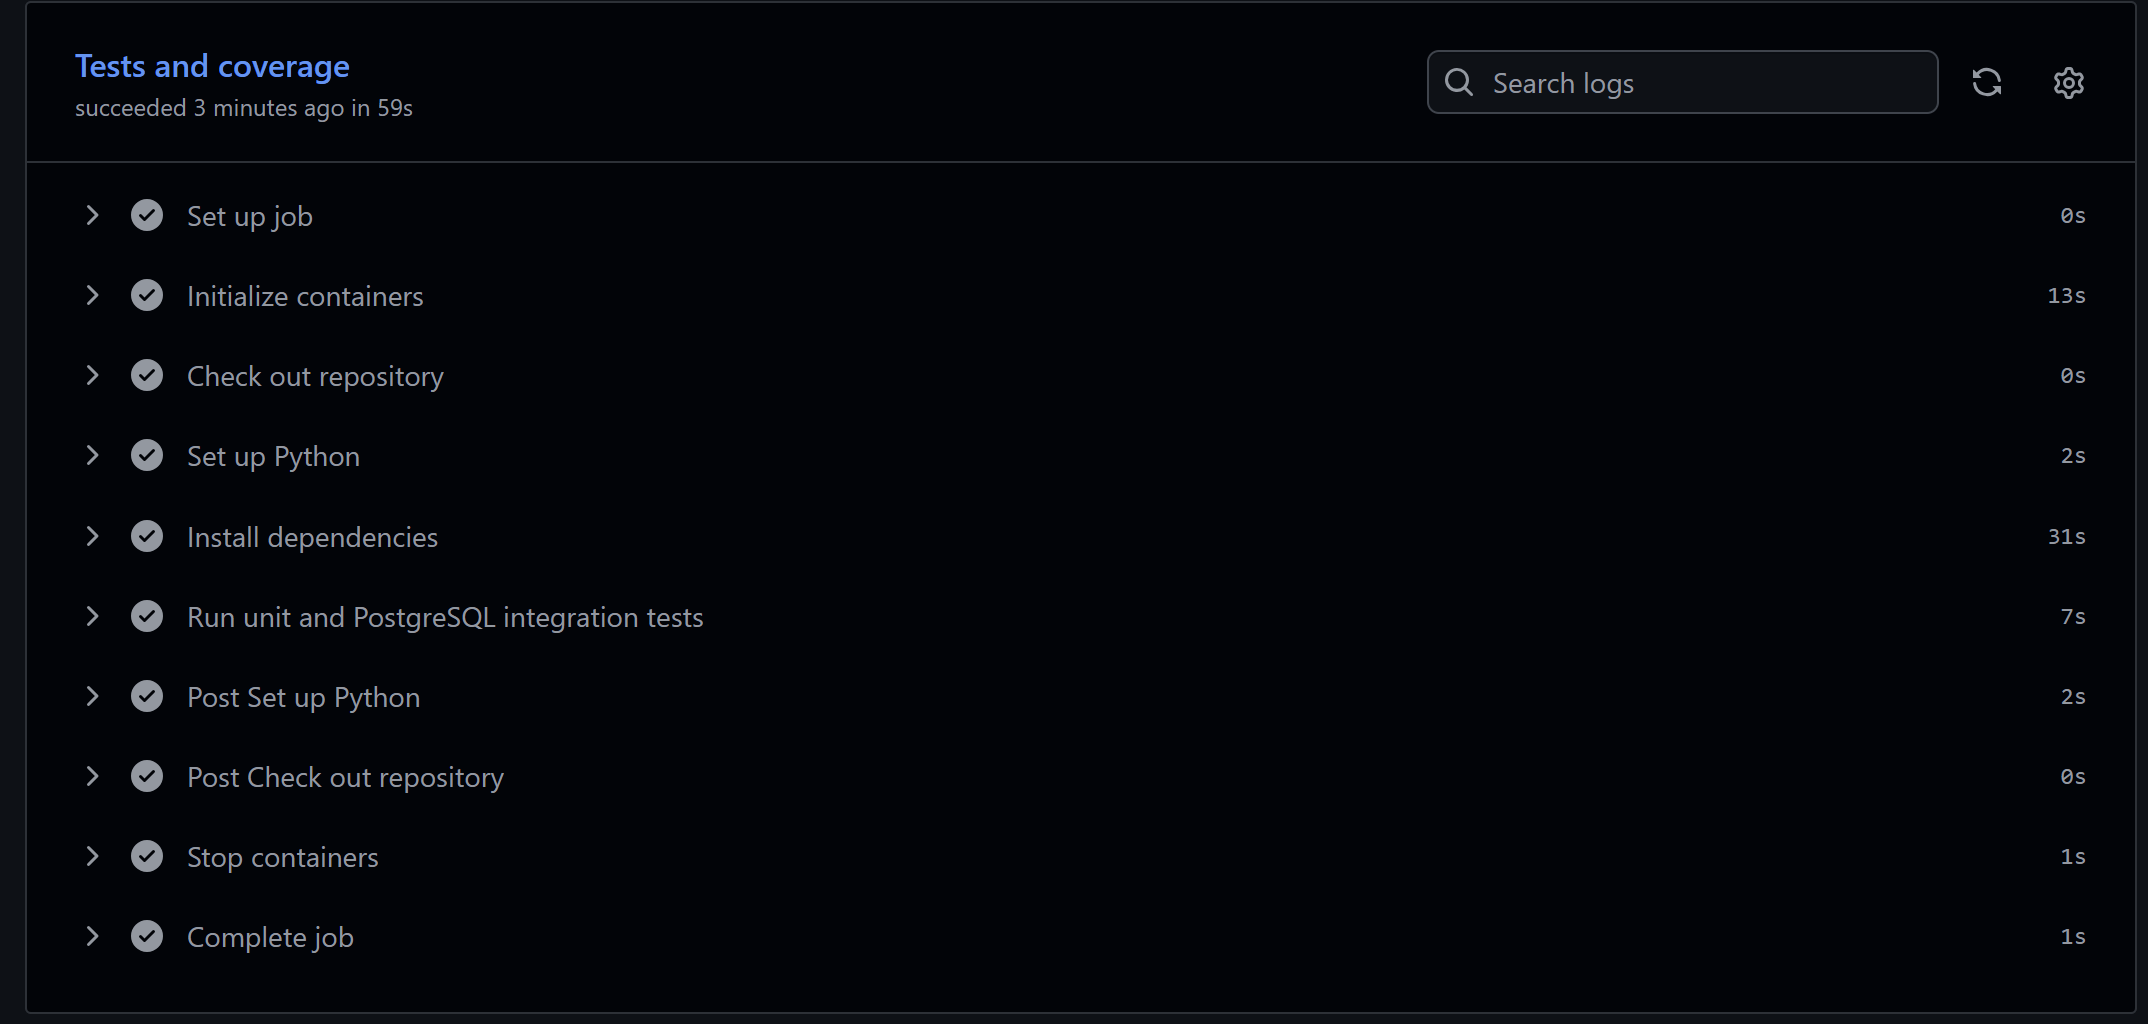 Tests and coverage
succeeded 3 minutes ago in 59s
Search logs
Set up job 0s
Initialize containers 13s
Check out repository 0s
Set up Python 2s
Install dependencies 31s
Run unit and PostgreSQL integration tests 7s
Post Set up Python 2s
Post Check out repository 0s
Stop containers 1s
Complete job 1s